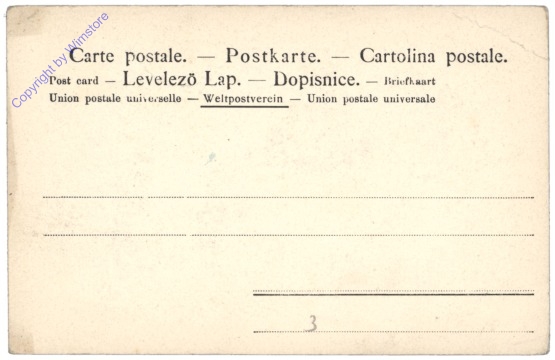 Copyright by Wimstore
Carte postale. — Postkarte. — Cartolina postale.
Post card — Levelező Lap. — Dopisnice. — Briefkaart
Union postale universelle — Weltpostverein — Union postale universale
3